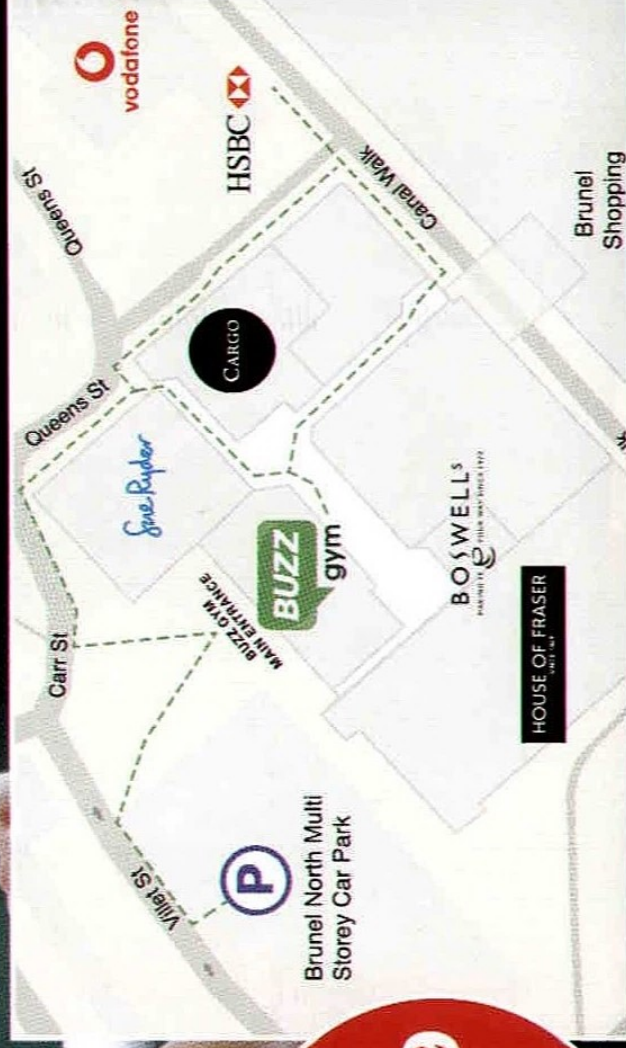 vodafone
Queens St
HSBC
Canal Walk
Brunel
Shopping
Queens St
CARGO
Sue Ryder
BUZZ
gym
BUZZ GYM
MAIN ENTRANCE
BOSWELLS
Carr St
HOUSE OF FRASER
P
Villet St
Brunel North Multi
Storey Car Park